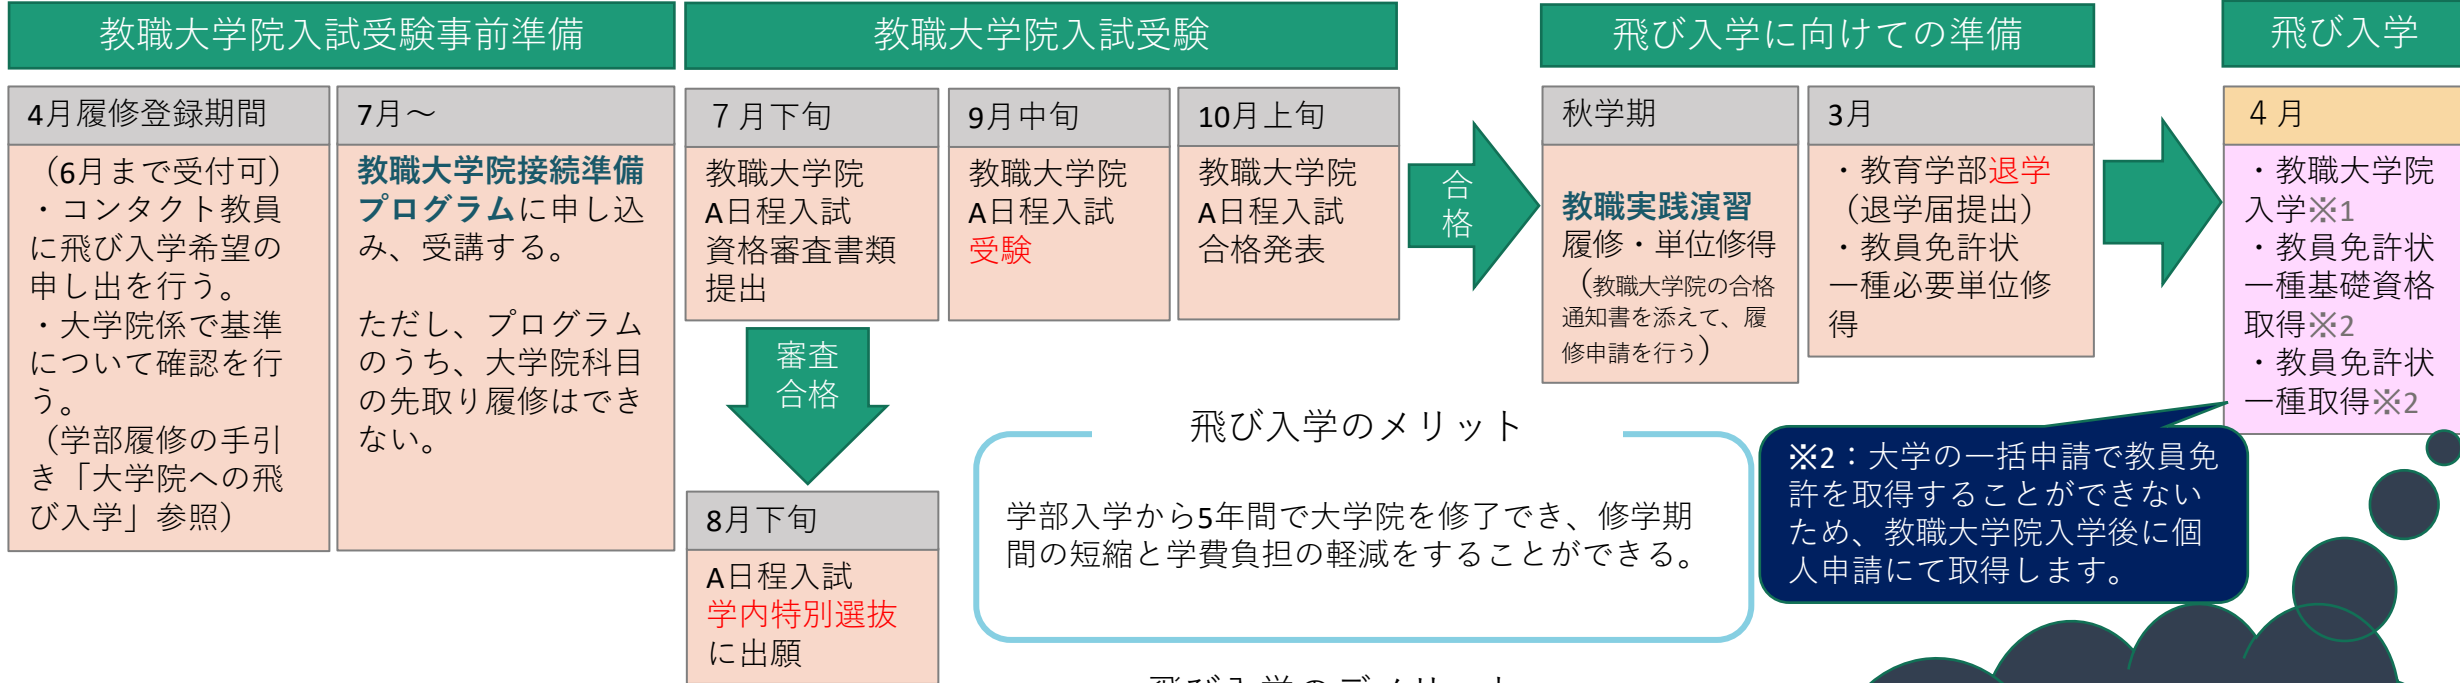 教職大学院入試受験事前準備
4月履修登録期間
（6月まで受付可）
・コンタクト教員
に飛び入学希望の
申し出を行う。
・大学院係で基準
について確認を行
う。
（学部履修の手引
き「大学院への飛
び入学」参照）
7月～
教職大学院接続準備
プログラムに申し込
み、受講する。
ただし、プログラム
のうち、大学院科目
の先取り履修はでき
ない。
教職大学院入試受験
７月下旬
教職大学院
A日程入試
資格審査書類
提出
審査
合格
8月下旬
A日程入試
学内特別選抜
に出願
9月中旬
教職大学院
A日程入試
受験
10月上旬
教職大学院
A日程入試
合格発表
合
格
飛び入学に向けての準備
秋学期
教職実践演習
履修・単位修得
（教職大学院の合格
通知書を添えて、履
修申請を行う）
3月
・教育学部退学
（退学届提出）
・教員免許状
一種必要単位修
得
飛び入学
４月
・教職大学院
入学※1
・教員免許状
一種基礎資格
取得※2
・教員免許状
一種取得※2
※2：大学の一括申請で教員免
許を取得することができない
ため、教職大学院入学後に個
人申請にて取得します。
飛び入学のメリット
学部入学から5年間で大学院を修了でき、修学期
間の短縮と学費負担の軽減をすることができる。
飛び入学のデメリット